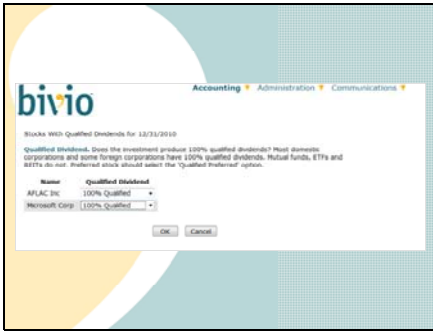 bivio
Accounting Administration Communications
Stocks With Qualified Dividends for 12/31/2010
Qualified Dividend. Does the investment produce 100% qualified dividends? Most domestic
corporations and some foreign corporations have 100% qualified dividends. Mutual funds, ETFs and
REITs do not. Preferred stock should select the 'Qualified Preferred' option.
Name Qualified Dividend
AFLAC Inc 100% Qualified
Microsoft Corp 100% Qualified
OK Cancel